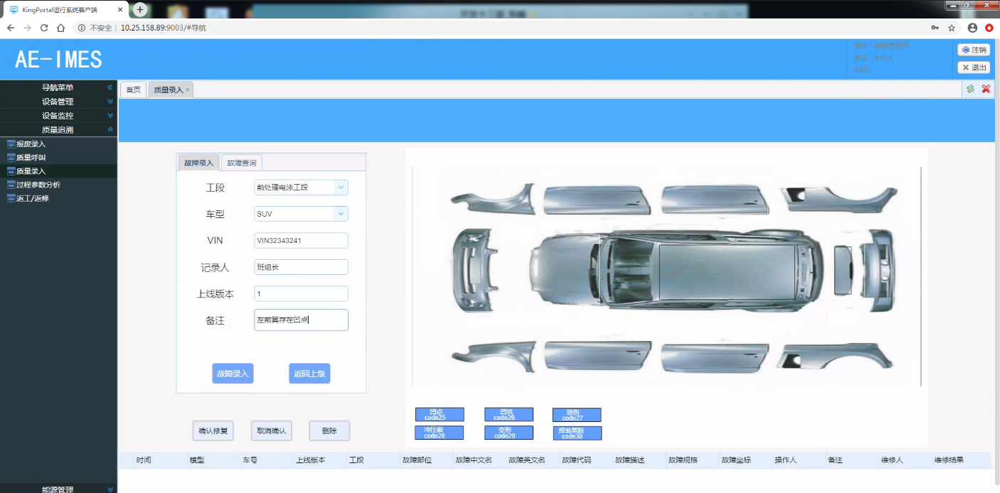 KingPortal运行系统客户端
不安全 10.25.158.89:9003/#导航
AE-IMES
注销
退出
导航菜单
设备管理
设备监控
质量追溯
报废录入
质量呼叫
质量录入
过程参数分析
返工/返修
能源管理
首页 质量录入
故障录入 故障查询
工段 前处理电泳工段
车型 SUV
VIN VIN32343241
记录人 班组长
上线版本 1
备注 左前翼存在凹点
故障录入 返回上级
确认修复 取消确认 删除
凹点 code25
凹坑 code26
划伤 code27
冲压痕 code28
变形 code29
焊装黑胶 code30
时间 模型 车号 上线版本 工段 故障部位 故障中文名 故障英文名 故障代码 故障描述 故障规格 故障坐标 操作人 备注 维修人 维修结果